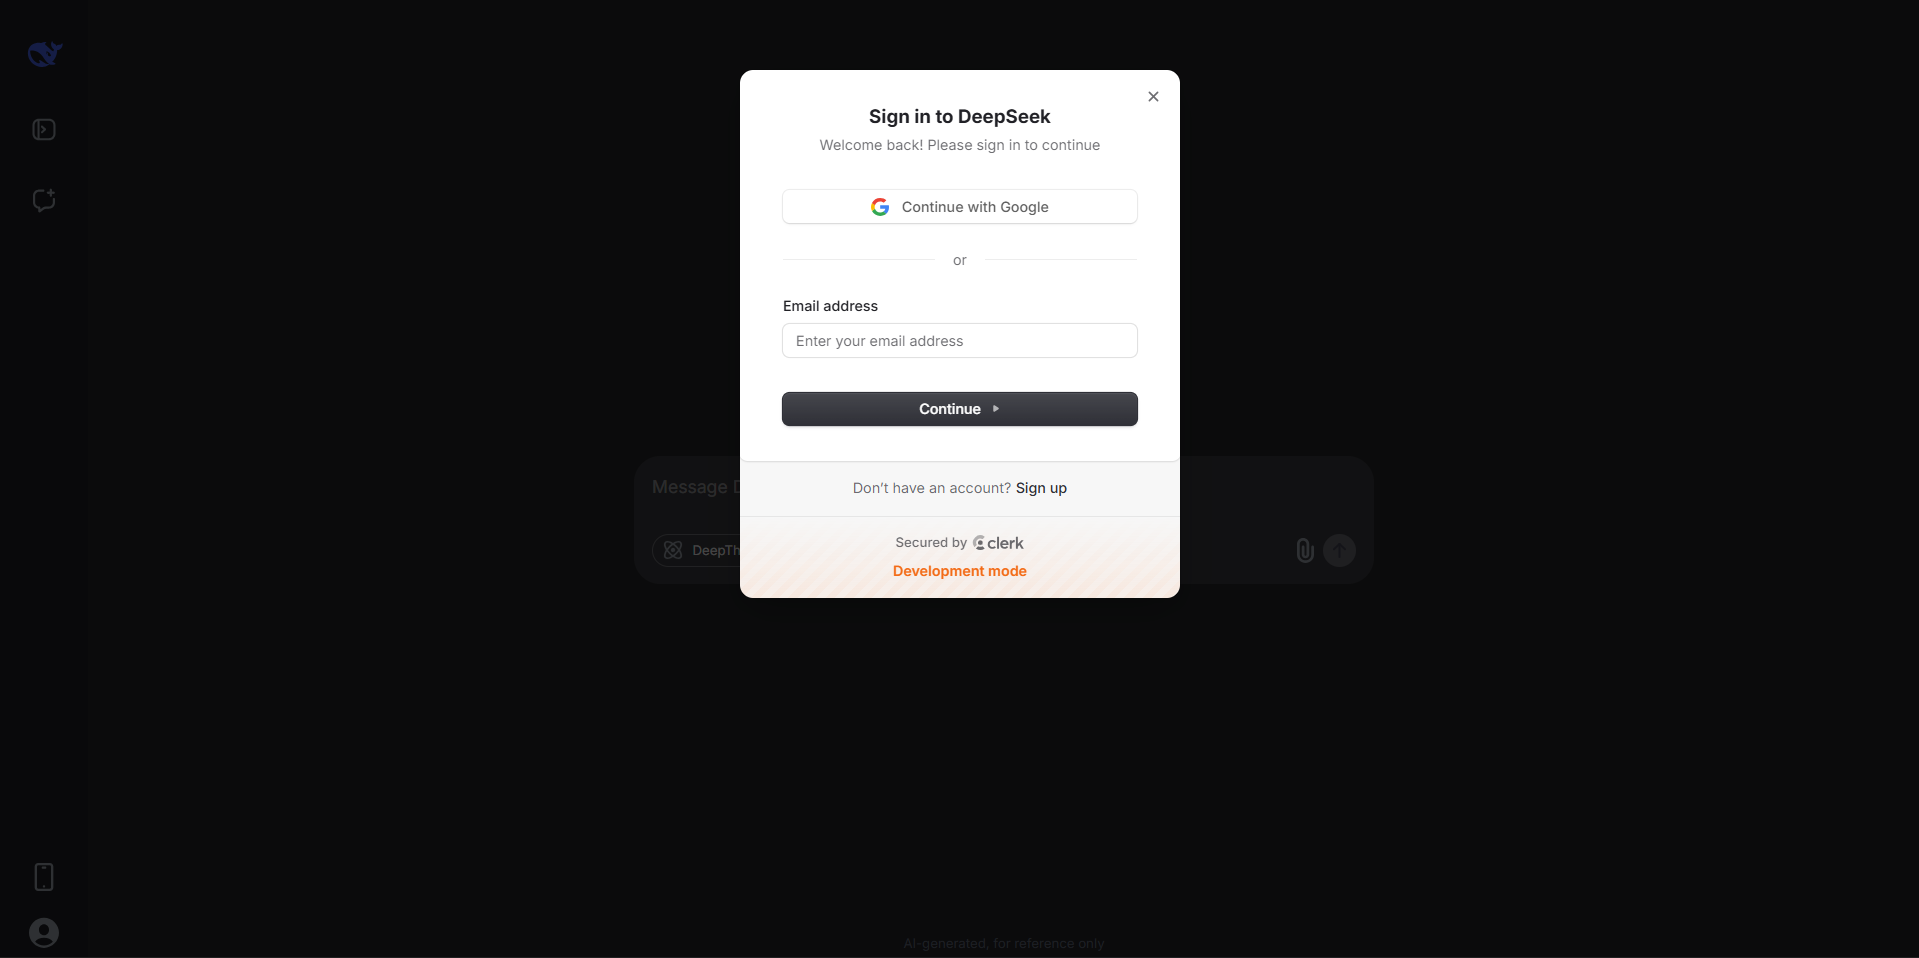 Sign in to DeepSeek
Welcome back! Please sign in to continue
Continue with Google
or
Email address
Enter your email address
Continue
Message
Don’t have an account? Sign up
Secured by clerk
Development mode
AI-generated, for reference only